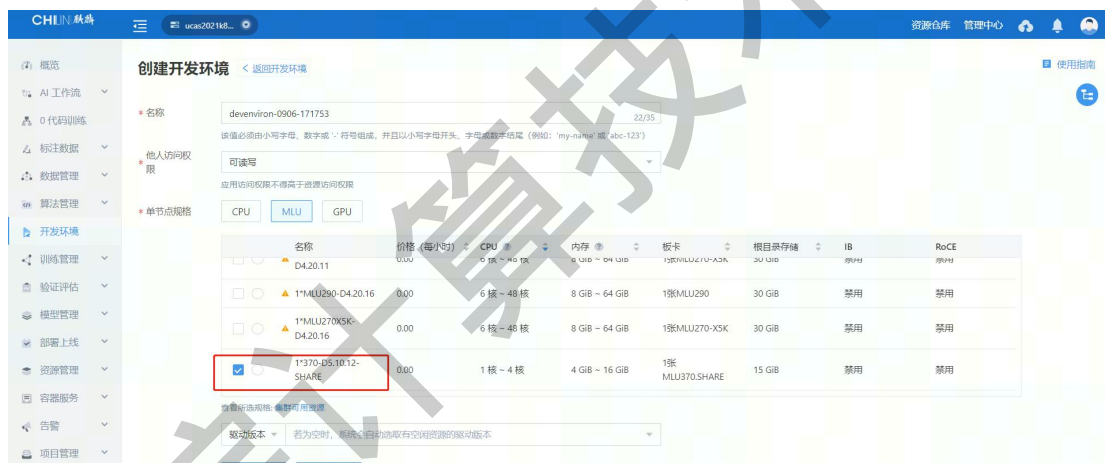 CHILIN 麒麟
ucas2021k8...
资源仓库 管理中心
概览
AI 工作流
0 代码训练
标注数据
数据管理
算法管理
开发环境
训练管理
验证评估
模型管理
部署上线
资源管理
容器服务
告警
项目管理
创建开发环境 < 返回开发环境
使用指南
* 名称 devenviron-0906-171753 22/35
该值必须由小写字母、数字或 '-' 符号组成，并且以小写字母开头、字母或数字结尾（例如：'my-name' 或 'abc-123'）
* 他人访问权限 可读写
应用访问权限不得高于资源访问权限
* 单节点规格 CPU MLU GPU
名称 价格 (每小时) CPU 内存 板卡 根目录存储 IB RoCE
D4.20.11 0.00 6 核 ~ 48 核 8 GiB ~ 64 GiB 1张MLU270-X5K 30 GiB 禁用 禁用
1*MLU290-D4.20.16 0.00 6 核 ~ 48 核 8 GiB ~ 64 GiB 1张MLU290 30 GiB 禁用 禁用
1*MLU270X5K-D4.20.16 0.00 6 核 ~ 48 核 8 GiB ~ 64 GiB 1张MLU270-X5K 30 GiB 禁用 禁用
1*370-D5.10.12-SHARE 0.00 1 核 ~ 4 核 4 GiB ~ 16 GiB 1张MLU370.SHARE 15 GiB 禁用 禁用
查看所选规格: 集群可用资源
驱动版本 若为空时，系统会自动选取有空闲资源的驱动版本
计算技术